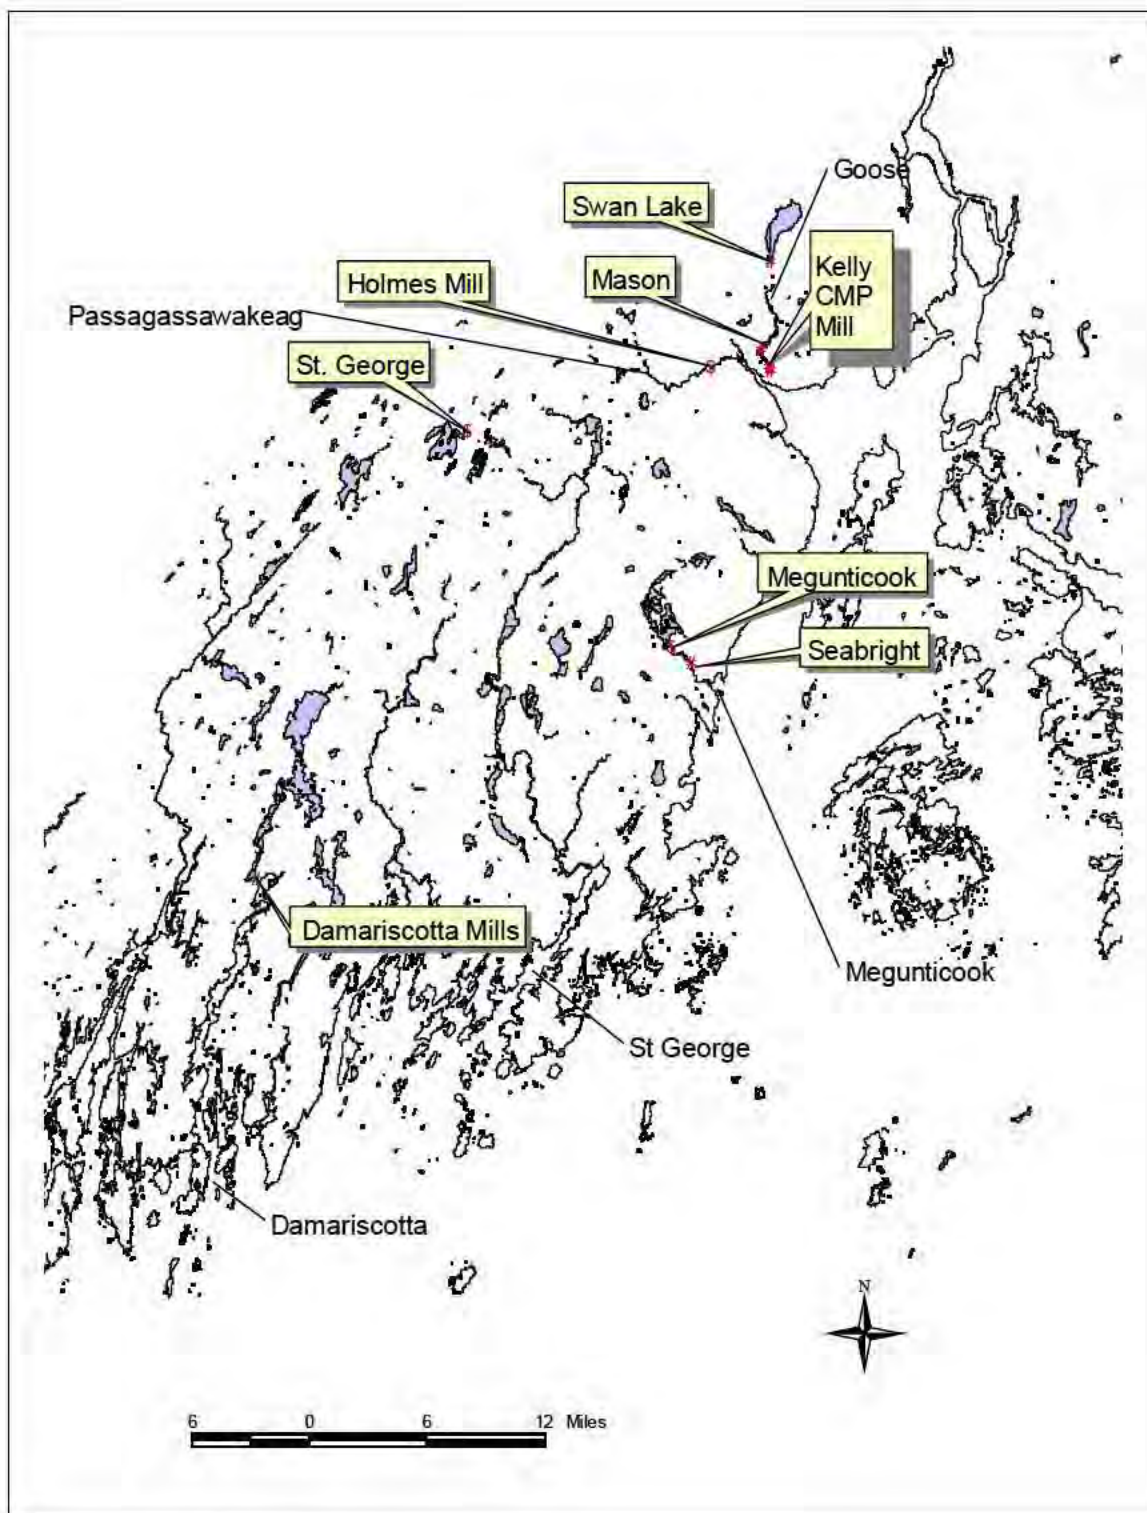 Goose
Swan Lake
Kelly
CMP
Mill
Mason
Holmes Mill
Passagassawakeag
St. George
Megunticook
Seabright
Damariscotta Mills
Megunticook
St George
Damariscotta
N
6 0 6 12 Miles